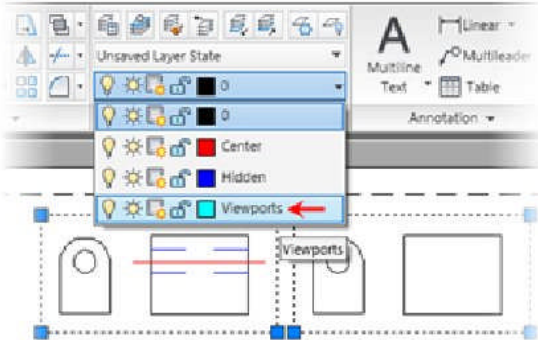 Linear
Multileader
Multiline
Text
Table
Annotation
Unsaved Layer State
0
0
Center
Hidden
Viewports
Viewports